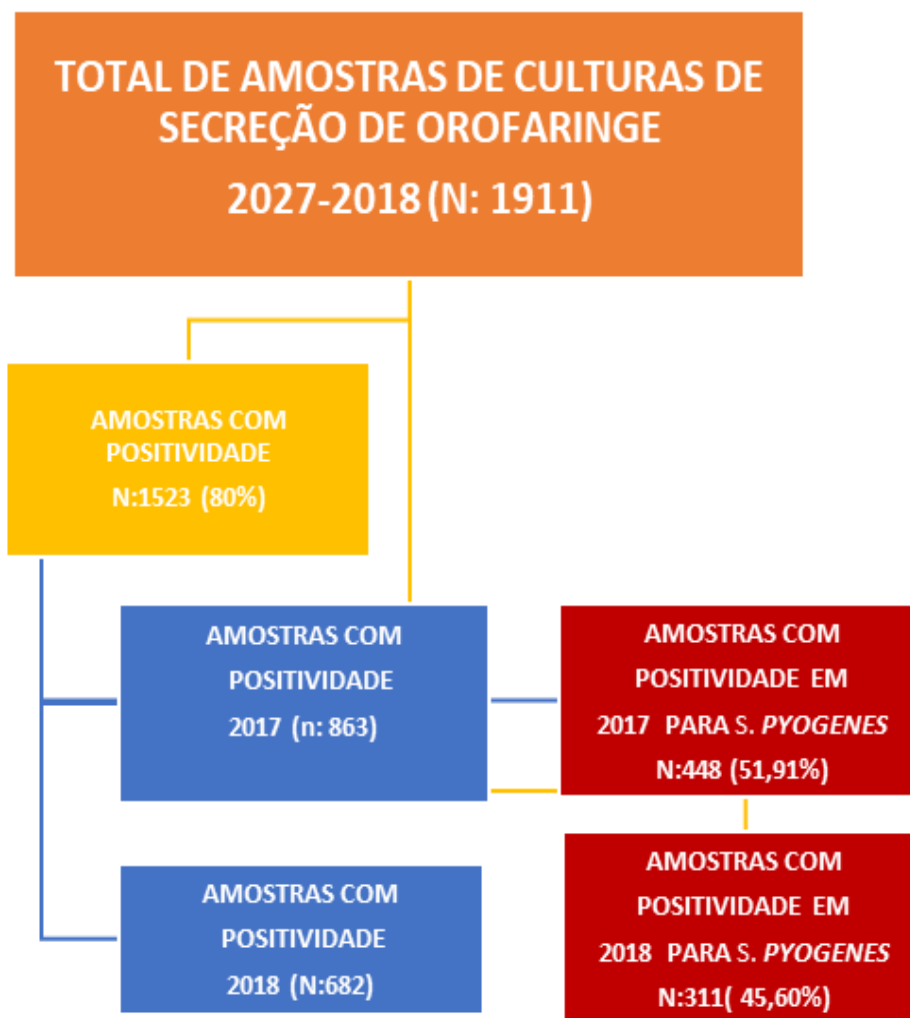 TOTAL DE AMOSTRAS DE CULTURAS DE
SECREÇÃO DE OROFARINGE
2027-2018 (N: 1911)
AMOSTRAS COM
POSITIVIDADE
N:1523 (80%)
AMOSTRAS COM
POSITIVIDADE
2017 (n: 863)
AMOSTRAS COM
POSITIVIDADE EM
2017 PARA S. PYOGENES
N:448 (51,91%)
AMOSTRAS COM
POSITIVIDADE
2018 (N:682)
AMOSTRAS COM
POSITIVIDADE EM
2018 PARA S. PYOGENES
N:311( 45,60%)